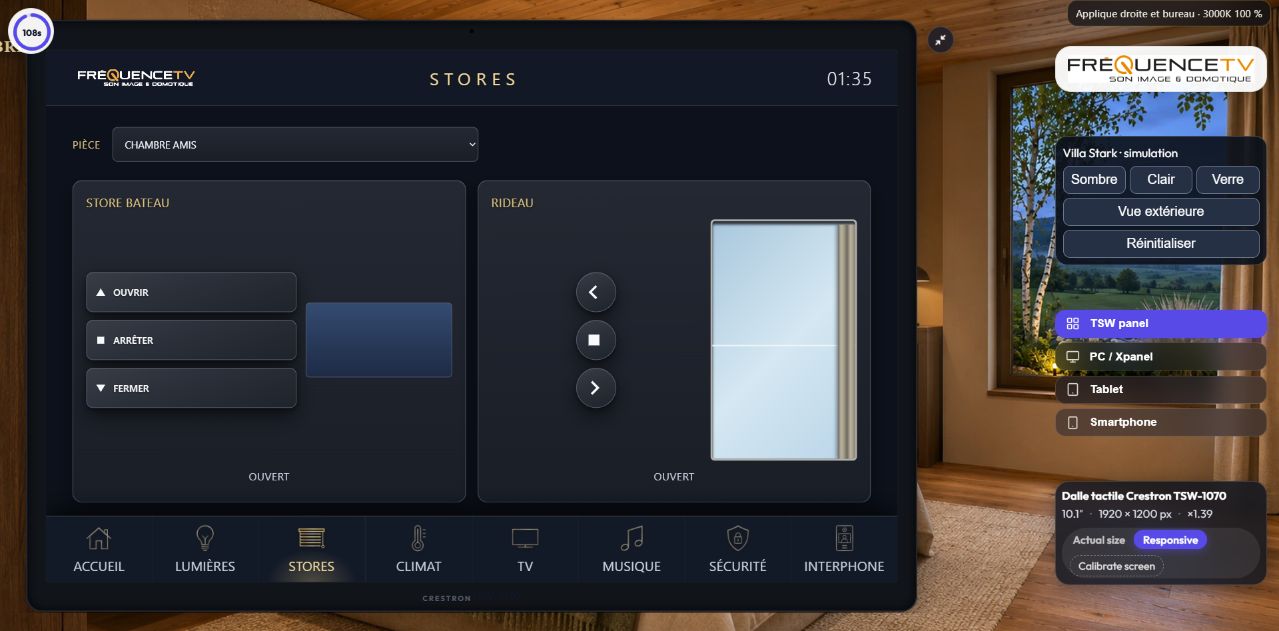 108s
FRÉQUENCETV
SON IMAGE & DOMOTIQUE
STORES
01:35
PIÈCE
CHAMBRE AMIS
STORE BATEAU
OUVRIR
ARRÊTER
FERMER
OUVERT
RIDEAU
OUVERT
ACCUEIL
LUMIÈRES
STORES
CLIMAT
TV
MUSIQUE
SÉCURITÉ
INTERPHONE
CRESTRON
Applique droite et bureau · 3000K 100 %
FRÉQUENCETV
SON IMAGE & DOMOTIQUE
Villa Stark · simulation
Sombre
Clair
Verre
Vue extérieure
Réinitialiser
TSW panel
PC / Xpanel
Tablet
Smartphone
Dalle tactile Crestron TSW-1070
10.1" · 1920 × 1200 px · ×1.39
Actual size
Responsive
Calibrate screen